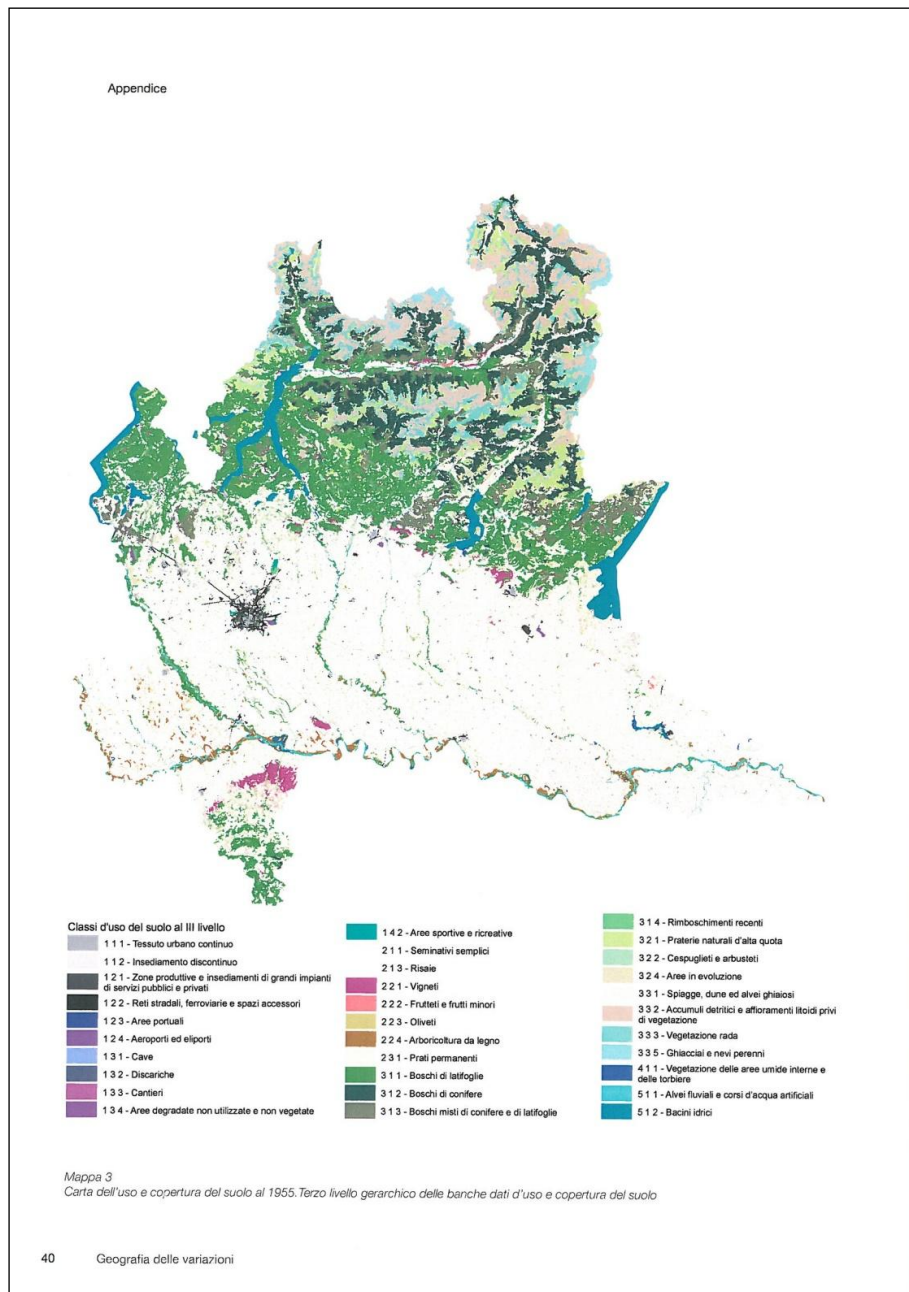 Appendice
Classi d'uso del suolo al III livello
1 1 1 - Tessuto urbano continuo
1 1 2 - Insediamento discontinuo
1 2 1 - Zone produttive e insediamenti di grandi impianti
di servizi pubblici e privati
1 2 2 - Reti stradali, ferroviarie e spazi accessori
1 2 3 - Aree portuali
1 2 4 - Aeroporti ed eliporti
1 3 1 - Cave
1 3 2 - Discariche
1 3 3 - Cantieri
1 3 4 - Aree degradate non utilizzate e non vegetate
1 4 2 - Aree sportive e ricreative
2 1 1 - Seminativi semplici
2 1 3 - Risaie
2 2 1 - Vigneti
2 2 2 - Frutteti e frutti minori
2 2 3 - Oliveti
2 2 4 - Arboricoltura da legno
2 3 1 - Prati permanenti
3 1 1 - Boschi di latifoglie
3 1 2 - Boschi di conifere
3 1 3 - Boschi misti di conifere e di latifoglie
3 1 4 - Rimboschimenti recenti
3 2 1 - Praterie naturali d'alta quota
3 2 2 - Cespuglieti e arbusteti
3 2 4 - Aree in evoluzione
3 3 1 - Spiagge, dune ed alvei ghiaiosi
3 3 2 - Accumuli detritici e affioramenti litoidi privi
di vegetazione
3 3 3 - Vegetazione rada
3 3 5 - Ghiacciai e nevi perenni
4 1 1 - Vegetazione delle aree umide interne e
delle torbiere
5 1 1 - Alvei fluviali e corsi d'acqua artificiali
5 1 2 - Bacini idrici
Mappa 3
Carta dell'uso e copertura del suolo al 1955. Terzo livello gerarchico delle banche dati d'uso e copertura del suolo
40 Geografia delle variazioni